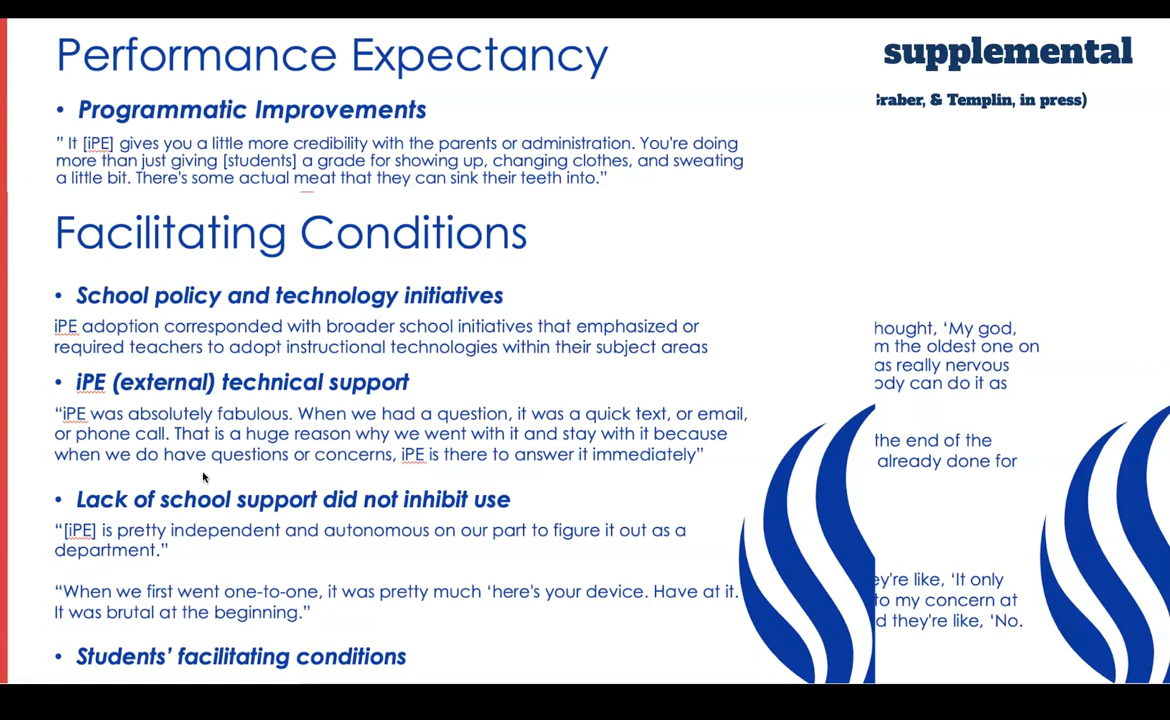 Performance Expectancy
• Programmatic Improvements
" It [iPE] gives you a little more credibility with the parents or administration. You're doing
more than just giving [students] a grade for showing up, changing clothes, and sweating
a little bit. There's some actual meat that they can sink their teeth into."
Facilitating Conditions
• School policy and technology initiatives
iPE adoption corresponded with broader school initiatives that emphasized or
required teachers to adopt instructional technologies within their subject areas
• iPE (external) technical support
“iPE was absolutely fabulous. When we had a question, it was a quick text, or email,
or phone call. That is a huge reason why we went with it and stay with it because
when we do have questions or concerns, iPE is there to answer it immediately”
• Lack of school support did not inhibit use
“[iPE] is pretty independent and autonomous on our part to figure it out as a
department.”
“When we first went one-to-one, it was pretty much ‘here's your device. Have at it.
It was brutal at the beginning.”
• Students’ facilitating conditions
supplemental
& Templin, in press)
‘My god,
the oldest one on
really nervous
can do it as
the end of the
already done for
like, ‘It only
to my concern at
they're like, ‘No.